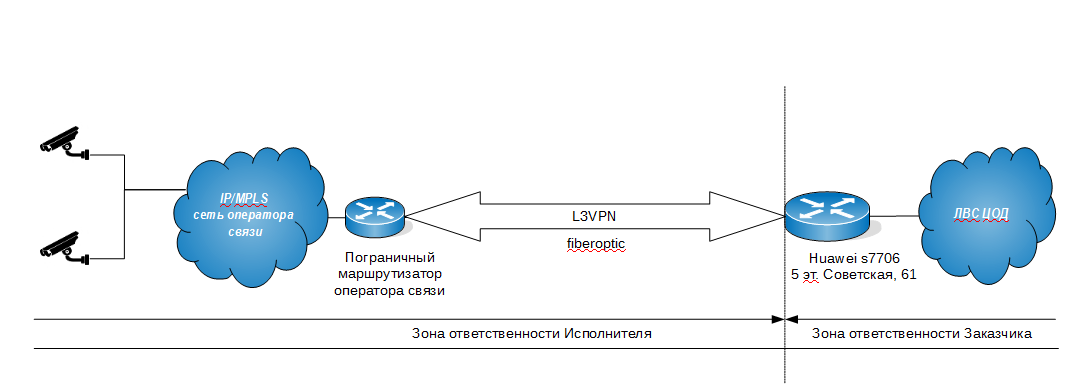 IP/MPLS
сеть оператора
связи
L3VPN
fiberoptic
ЛВС ЦОД
Пограничный
маршрутизатор
оператора связи
Huawei s7706
5 эт. Советская, 61
Зона ответственности Исполнителя
Зона ответственности Заказчика